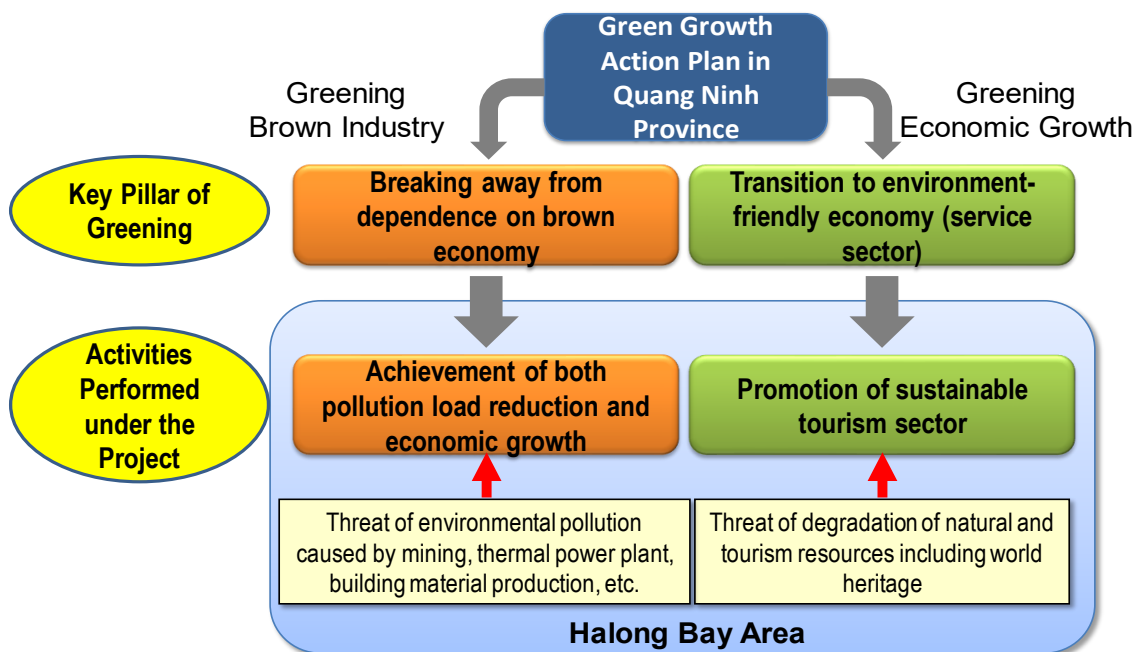 Green Growth
Action Plan in
Quang Ninh
Province
Greening
Brown Industry
Greening
Economic Growth
Key Pillar of
Greening
Breaking away from
dependence on brown
economy
Transition to environment-
friendly economy (service
sector)
Activities
Performed
under the
Project
Achievement of both
pollution load reduction and
economic growth
Promotion of sustainable
tourism sector
Threat of environmental pollution
caused by mining, thermal power plant,
building material production, etc.
Threat of degradation of natural and
tourism resources including world
heritage
Halong Bay Area